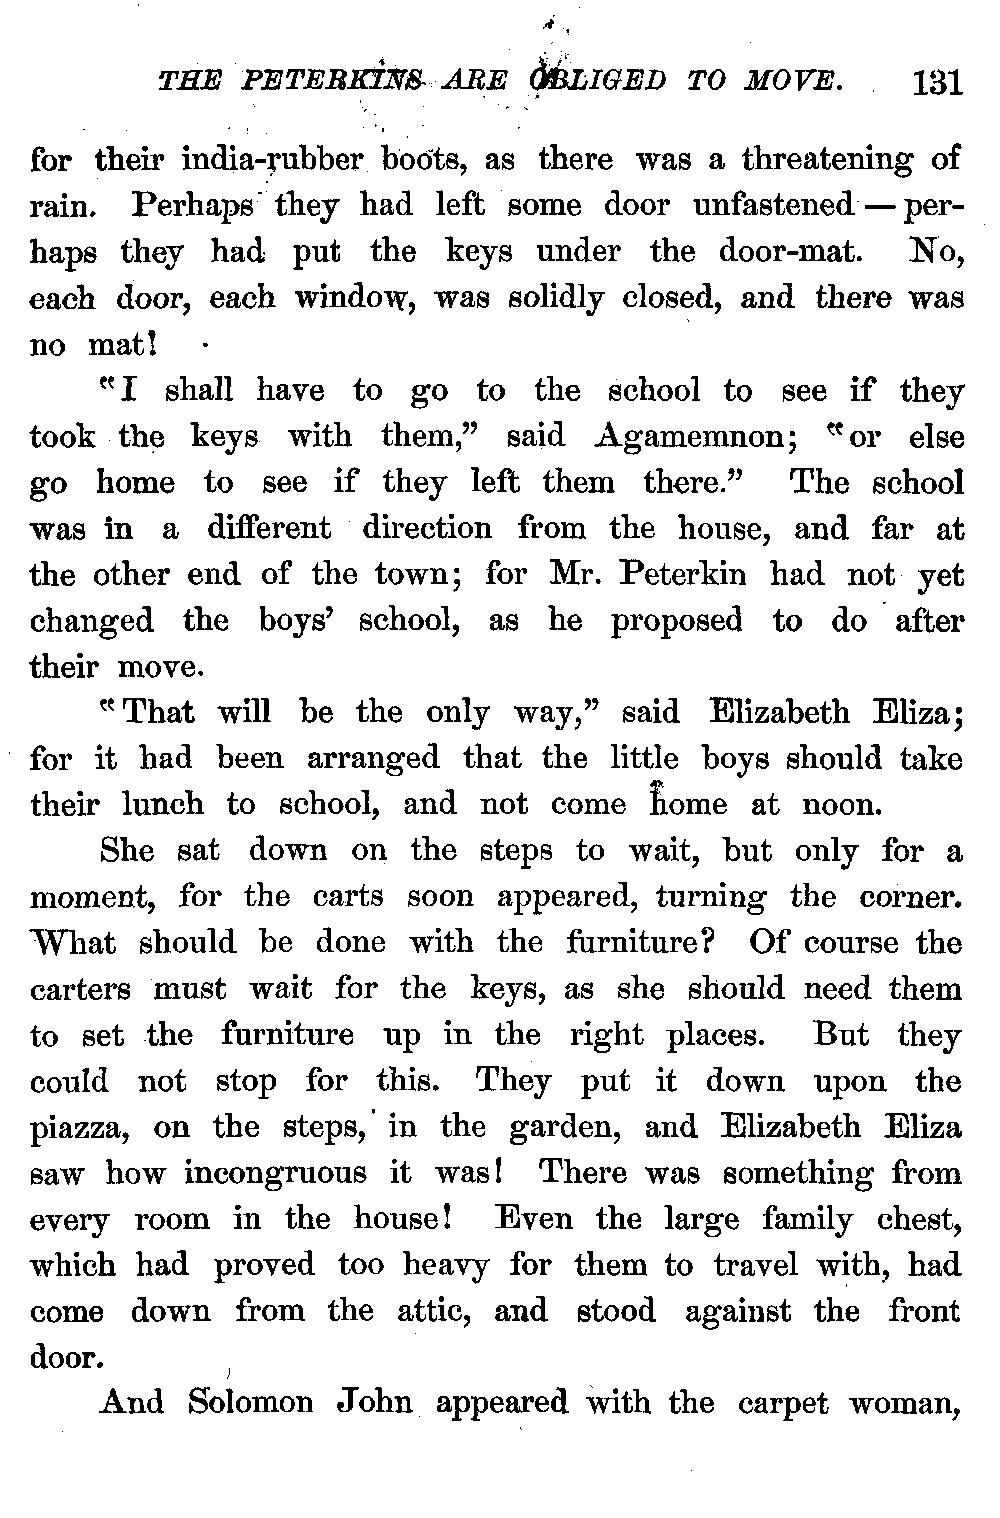 THE PETERKINS ARE OBLIGED TO MOVE. 131
for their india-rubber boots, as there was a threatening of
rain. Perhaps they had left some door unfastened — per-
haps they had put the keys under the door-mat. No,
each door, each window, was solidly closed, and there was
no mat!
"I shall have to go to the school to see if they
took the keys with them," said Agamemnon; "or else
go home to see if they left them there." The school
was in a different direction from the house, and far at
the other end of the town; for Mr. Peterkin had not yet
changed the boys' school, as he proposed to do after
their move.
"That will be the only way," said Elizabeth Eliza;
for it had been arranged that the little boys should take
their lunch to school, and not come home at noon.
She sat down on the steps to wait, but only for a
moment, for the carts soon appeared, turning the corner.
What should be done with the furniture? Of course the
carters must wait for the keys, as she should need them
to set the furniture up in the right places. But they
could not stop for this. They put it down upon the
piazza, on the steps, in the garden, and Elizabeth Eliza
saw how incongruous it was! There was something from
every room in the house! Even the large family chest,
which had proved too heavy for them to travel with, had
come down from the attic, and stood against the front
door.
And Solomon John appeared with the carpet woman,